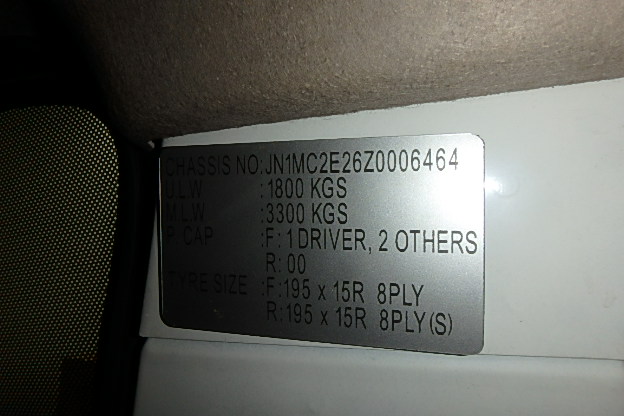 CHASSIS NO:JN1MC2E26Z0006464
U.L.W :1800 KGS
M.L.W :3300 KGS
P. CAP :F: 1 DRIVER, 2 OTHERS
R: 00
TYRE SIZE :F:195 x 15R 8PLY
R:195 x 15R 8PLY(S)